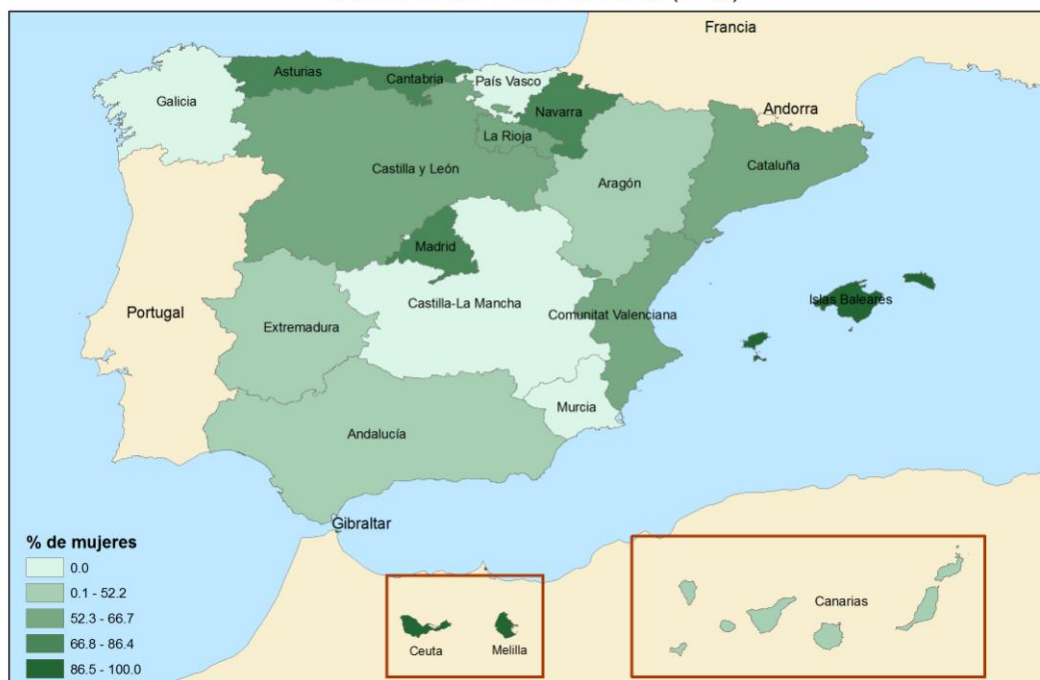 Francia
Asturias
Cantabria
País Vasco
Galicia
Navarra
Andorra
La Rioja
Castilla y León
Cataluña
Aragón
Madrid
Islas Baleares
Castilla-La Mancha
Portugal
Comunitat Valenciana
Extremadura
Murcia
Andalucía
Gibraltar
% de mujeres
0.0
0.1 - 52.2
52.3 - 66.7
66.8 - 86.4
86.5 - 100.0
Ceuta
Melilla
Canarias